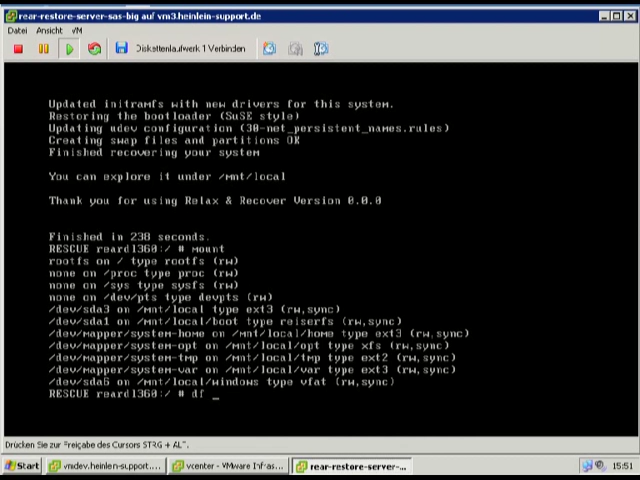 rear-restore-server-sas-big auf vm3.heinlein-support.de
Datei Ansicht VM
Diskettenlaufwerk 1 Verbinden
Updated initramfs with new drivers for this system.
Restoring the bootloader (SuSE style)
Updating udev configuration (30-net_persistent_names.rules)
Creating swap files and partitions OK
Finished recovering your system
You can explore it under /mnt/local
Thank you for using Relax & Recover Version 0.0.0
Finished in 238 seconds.
RESCUE reard1360:/ # mount
rootfs on / type rootfs (rw)
none on /proc type proc (rw)
none on /sys type sysfs (rw)
none on /dev/pts type devpts (rw)
/dev/sda3 on /mnt/local type ext3 (rw,sync)
/dev/sda1 on /mnt/local/boot type reiserfs (rw,sync)
/dev/mapper/system-home on /mnt/local/home type ext3 (rw,sync)
/dev/mapper/system-opt on /mnt/local/opt type xfs (rw,sync)
/dev/mapper/system-tmp on /mnt/local/tmp type ext2 (rw,sync)
/dev/mapper/system-var on /mnt/local/var type ext3 (rw,sync)
/dev/sda5 on /mnt/local/windows type vfat (rw,sync)
RESCUE reard1360:/ # df _
Drücken Sie zur Freigabe des Cursors STRG + ALT.
Start vmdev.heinlein-support.... vcenter - VMware Infras... rear-restore-server-... 15:51